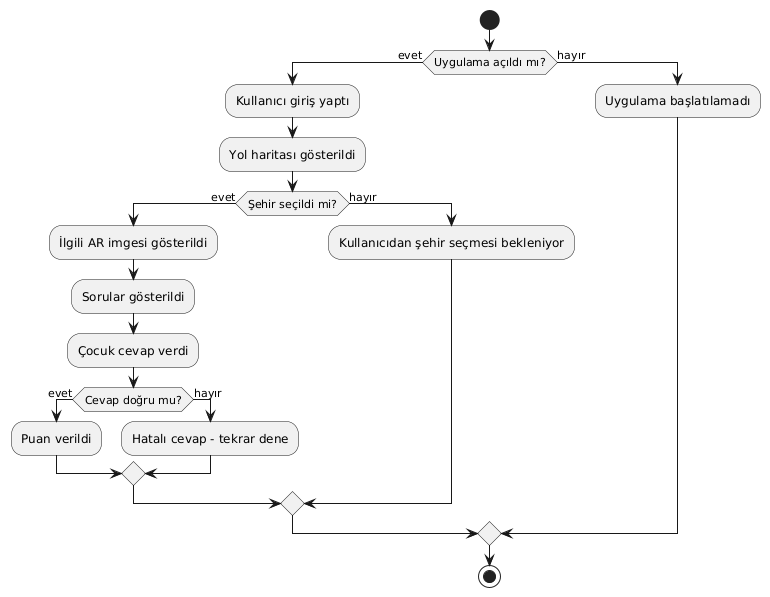 evet
Uygulama açıldı mı?
hayır
Kullanıcı giriş yaptı
Uygulama başlatılamadı
Yol haritası gösterildi
evet
Şehir seçildi mi?
hayır
İlgili AR imgesi gösterildi
Kullanıcıdan şehir seçmesi bekleniyor
Sorular gösterildi
Çocuk cevap verdi
evet
Cevap doğru mu?
hayır
Puan verildi
Hatalı cevap - tekrar dene